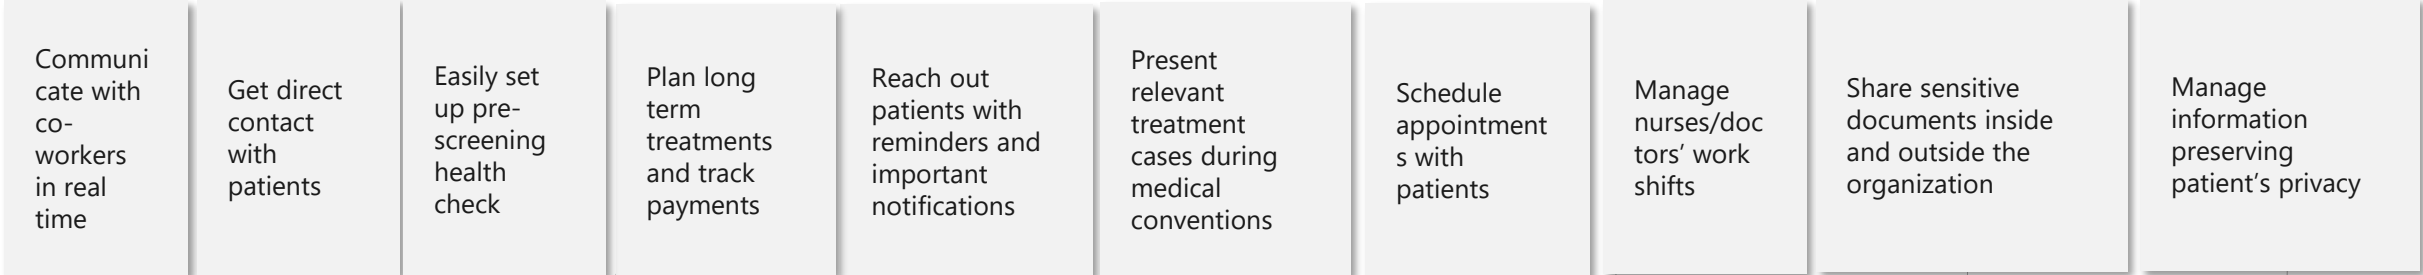 Communi
cate with
co-
workers
in real
time
Get direct
contact
with
patients
Easily set
up pre-
screening
health
check
Plan long
term
treatments
and track
payments
Reach out
patients with
reminders and
important
notifications
Present
relevant
treatment
cases during
medical
conventions
Schedule
appointment
s with
patients
Manage
nurses/doc
tors’ work
shifts
Share sensitive
documents inside
and outside the
organization
Manage
information
preserving
patient’s privacy